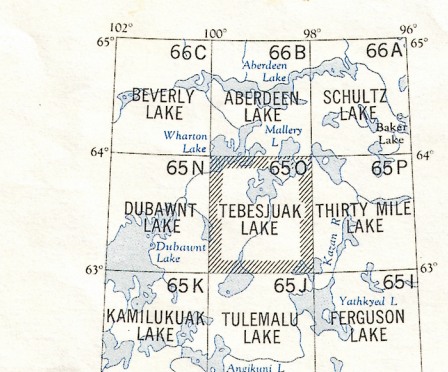 102° 100° 98° 96°
65° 65°
66C 66B 66A
Aberdeen
Lake
BEVERLY
LAKE
ABERDEEN
LAKE
SCHULTZ
LAKE
Wharton
Lake
Mallery
L
Baker
Lake
64° 64°
65N 65O 65P
DUBAWNT
LAKE
TEBESJUAK
LAKE
THIRTY MILE
LAKE
Dubawnt
Lake
Kazan
63° 63°
65K 65J 65I
Yathkyed L
KAMILUKUAK
LAKE
TULEMALU
LAKE
FERGUSON
LAKE
Angikuni L